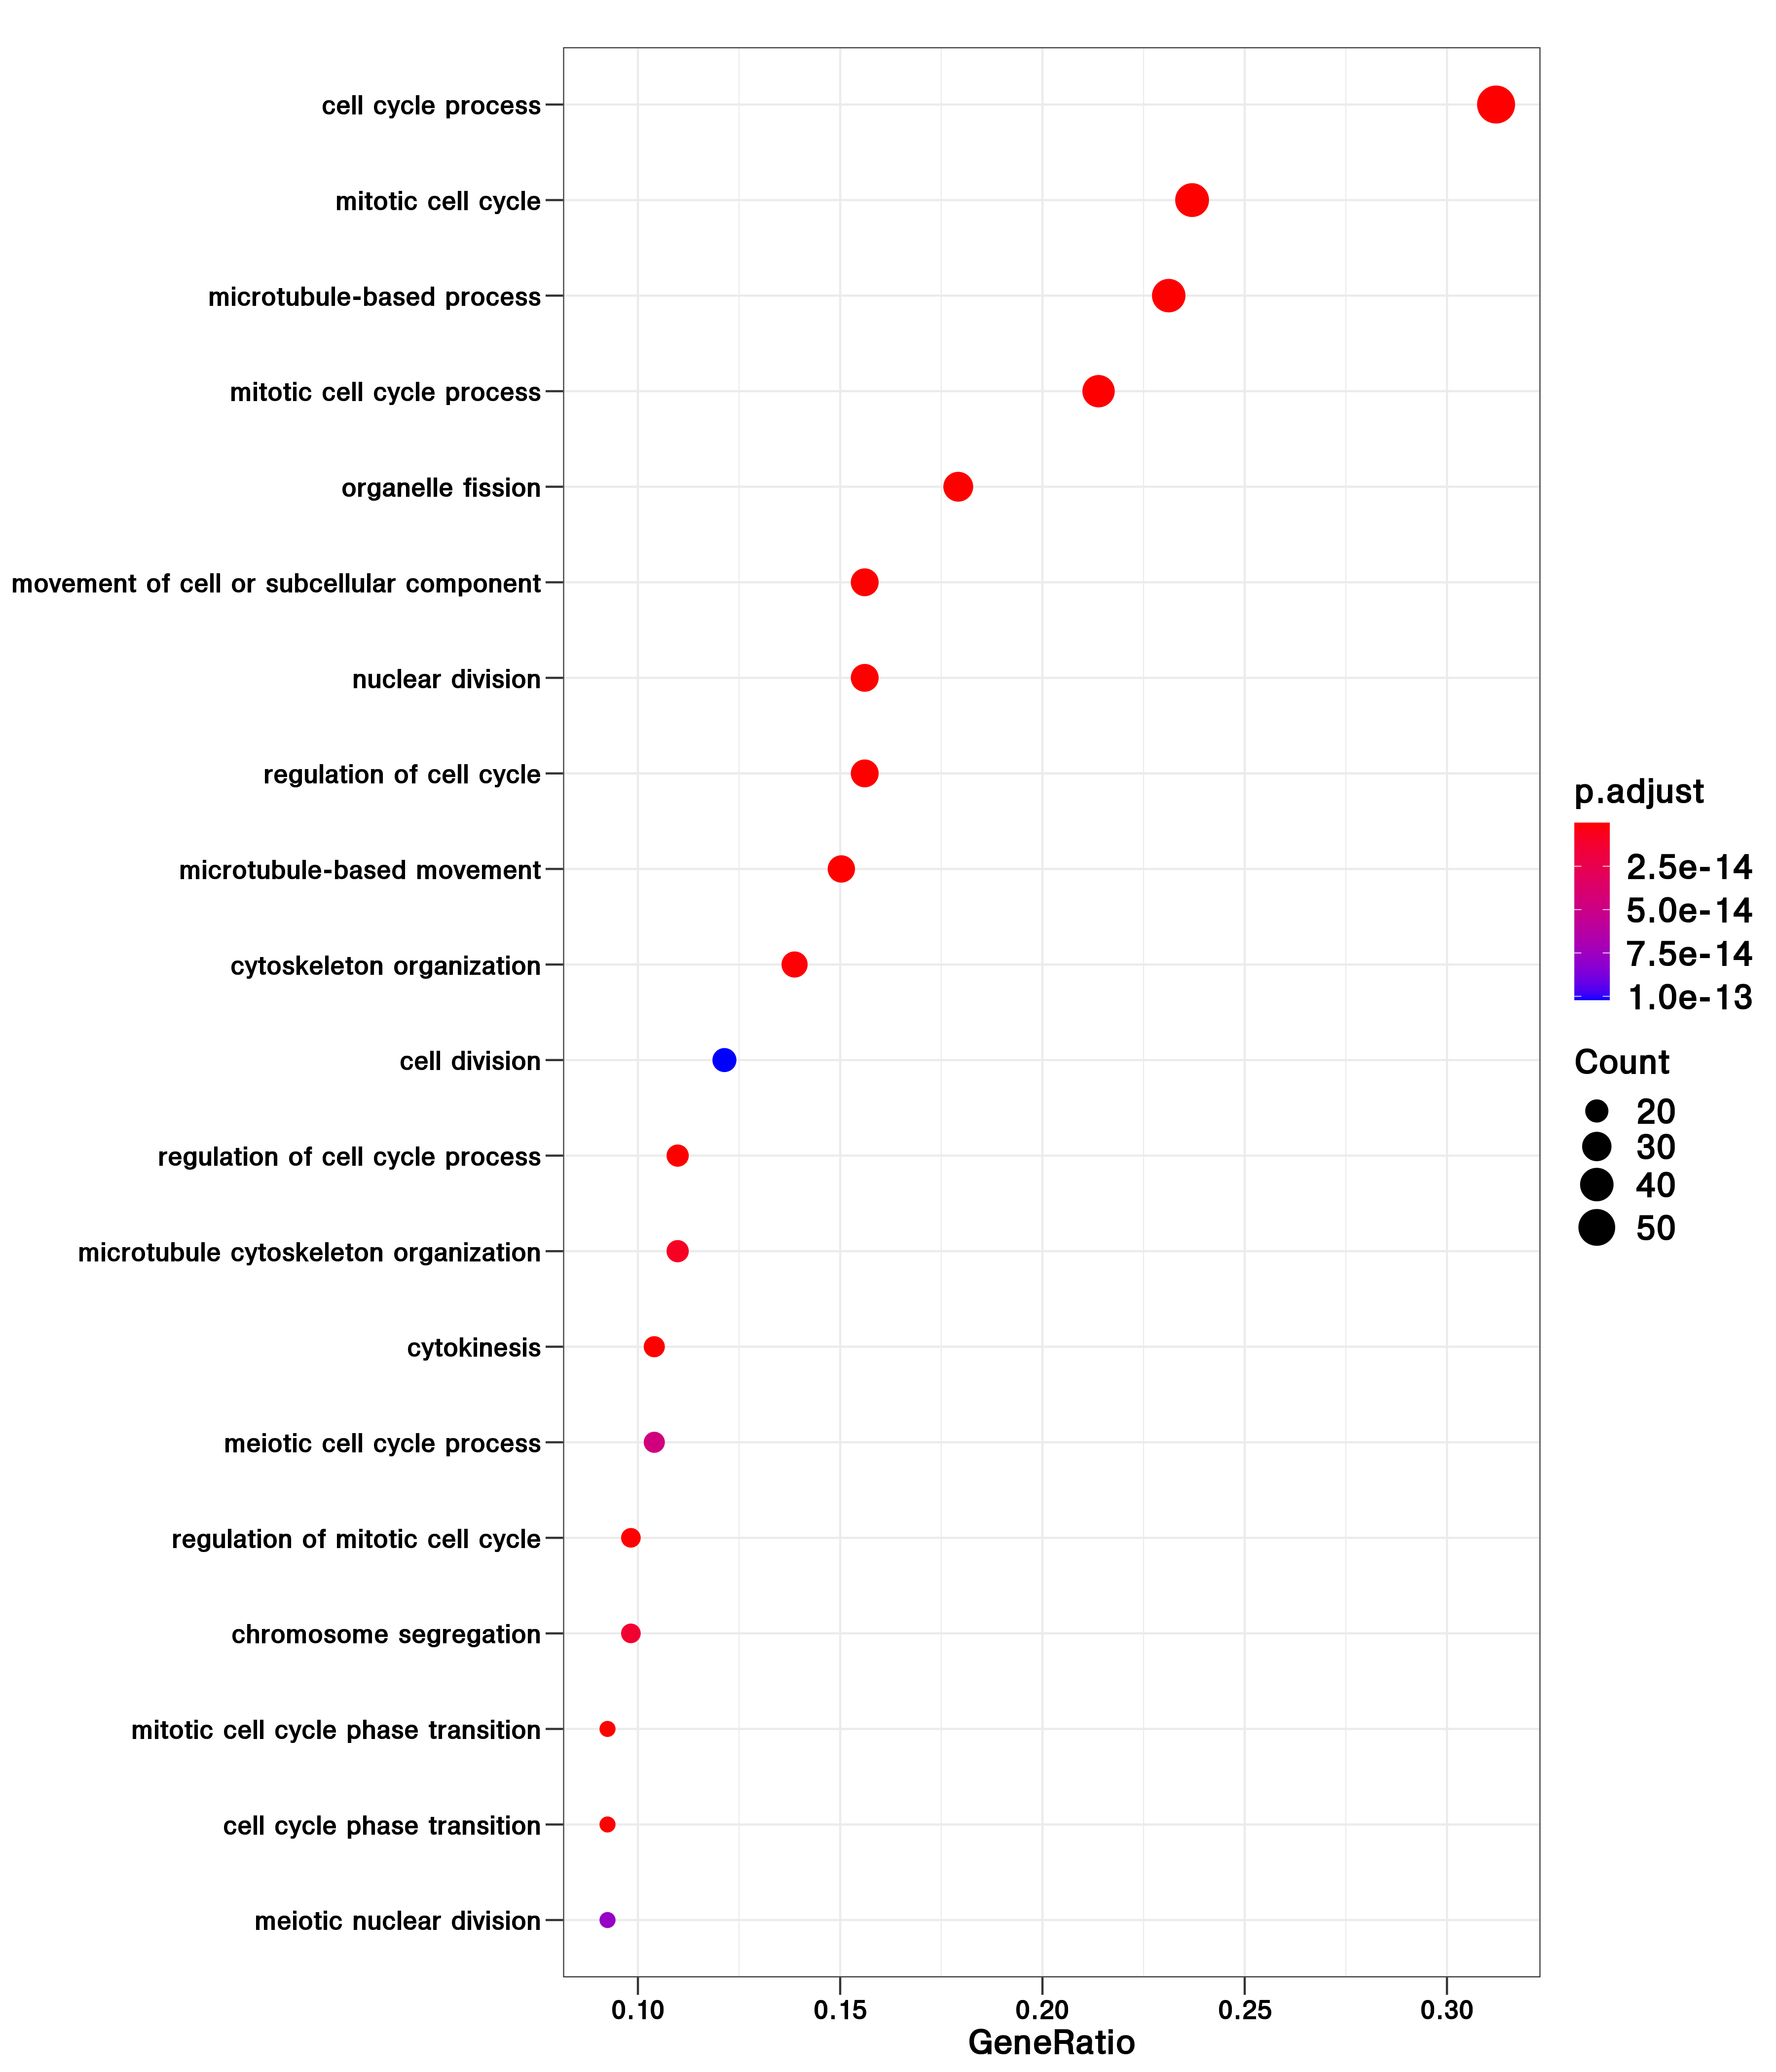 cell cycle process
mitotic cell cycle
microtubule-based process
mitotic cell cycle process
organelle fission
movement of cell or subcellular component
nuclear division
regulation of cell cycle
microtubule-based movement
cytoskeleton organization
cell division
regulation of cell cycle process
microtubule cytoskeleton organization
cytokinesis
meiotic cell cycle process
regulation of mitotic cell cycle
chromosome segregation
mitotic cell cycle phase transition
cell cycle phase transition
meiotic nuclear division
0.10 0.15 0.20 0.25 0.30
GeneRatio
p.adjust
2.5e-14
5.0e-14
7.5e-14
1.0e-13
Count
20
30
40
50